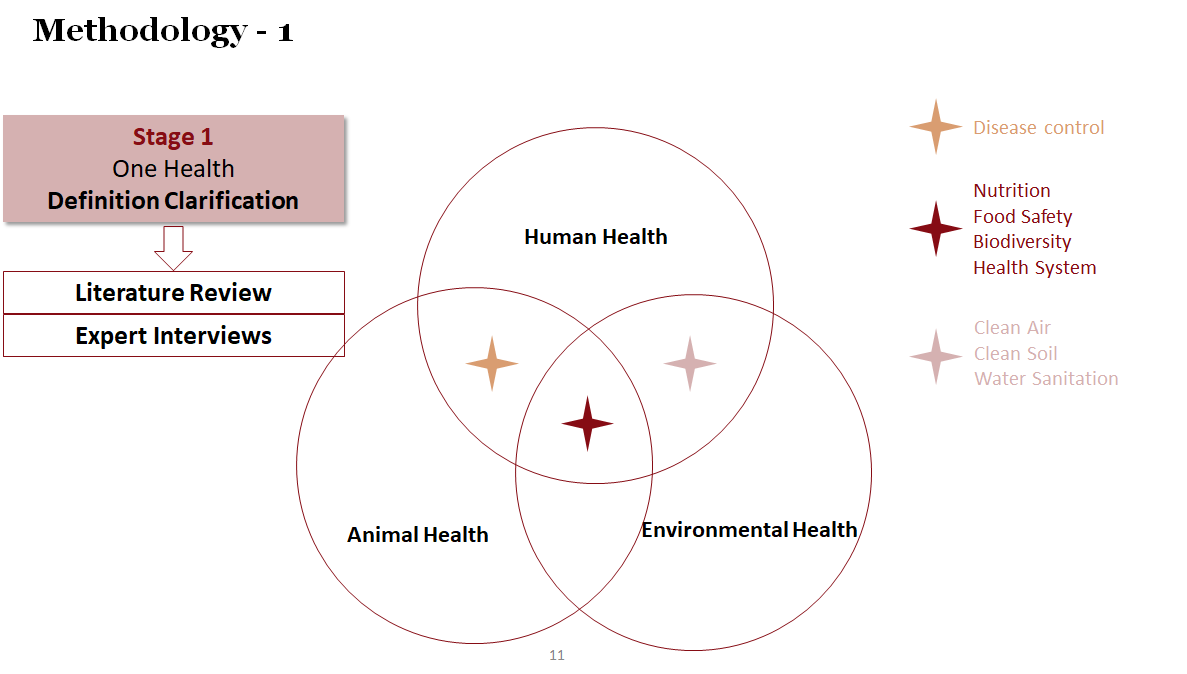 Methodology - 1
Stage 1
One Health
Definition Clarification
Literature Review
Expert Interviews
Human Health
Animal Health
Environmental Health
Disease control
Nutrition
Food Safety
Biodiversity
Health System
Clean Air
Clean Soil
Water Sanitation
11